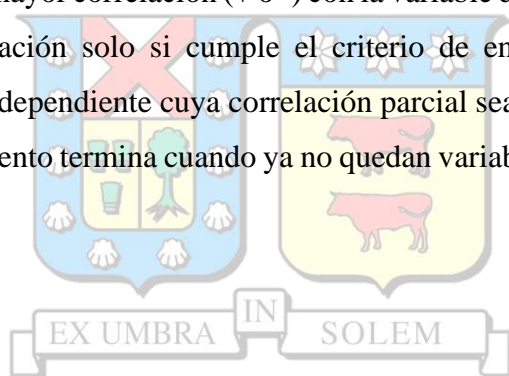 mayor correlación (+ o -) con la variable
ación solo si cumple el criterio de en
dependiente cuya correlación parcial sea
ento termina cuando ya no quedan variab
EX UMBRA IN SOLEM